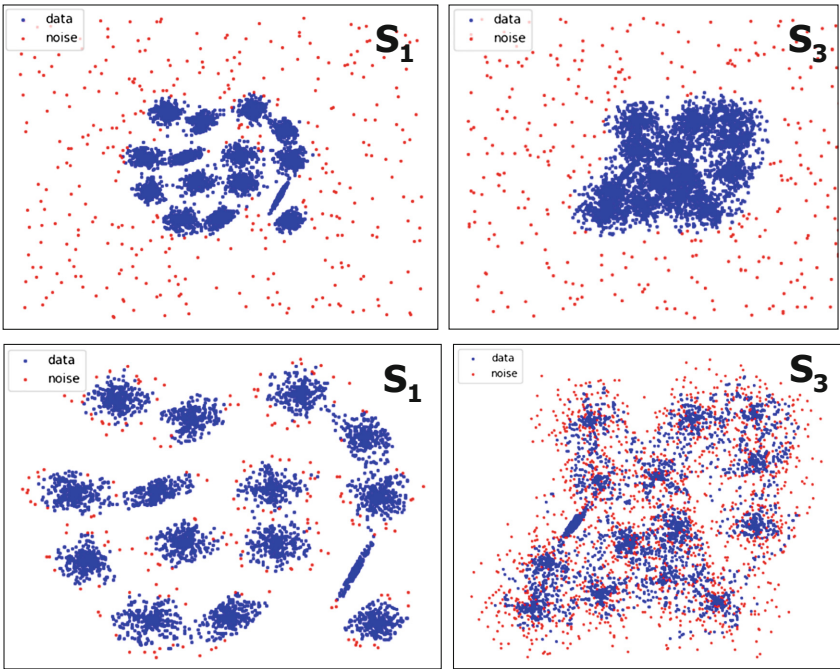 data
noise
S1
data
noise
S3
data
noise
S1
data
noise
S3